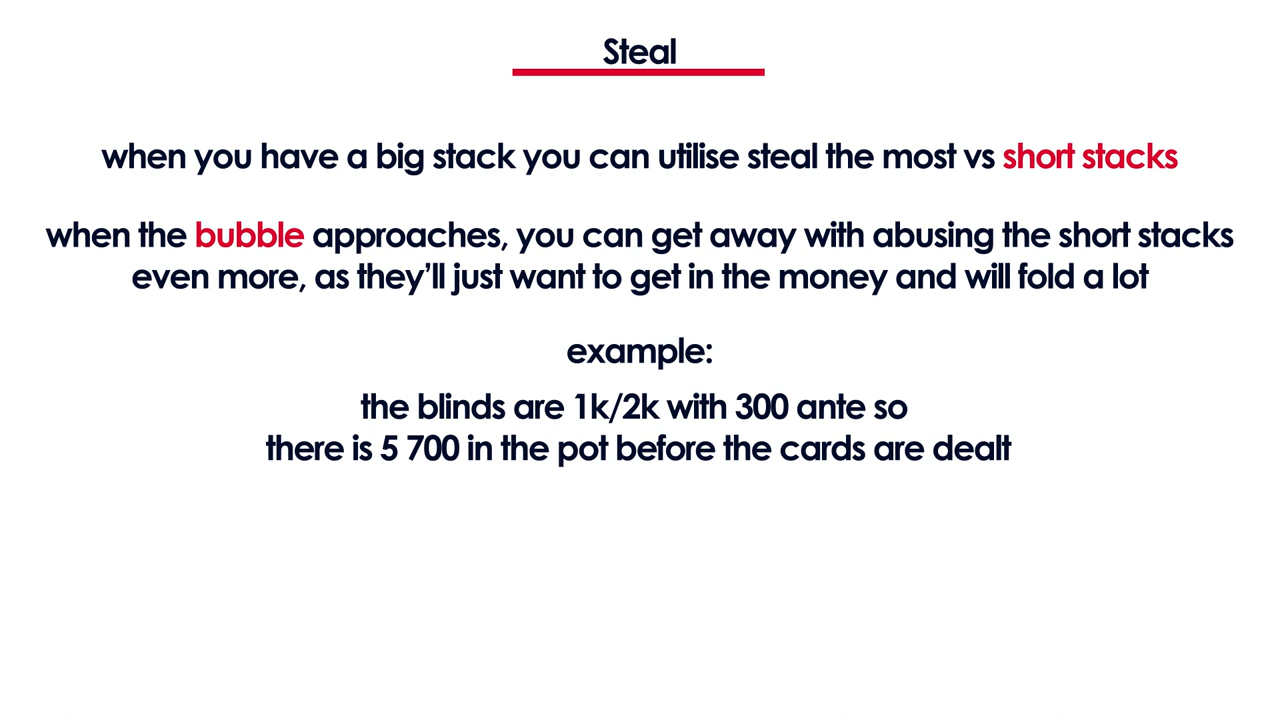 Steal
when you have a big stack you can utilise steal the most vs short stacks
when the bubble approaches, you can get away with abusing the short stacks
even more, as they’ll just want to get in the money and will fold a lot
example:
the blinds are 1k/2k with 300 ante so
there is 5 700 in the pot before the cards are dealt